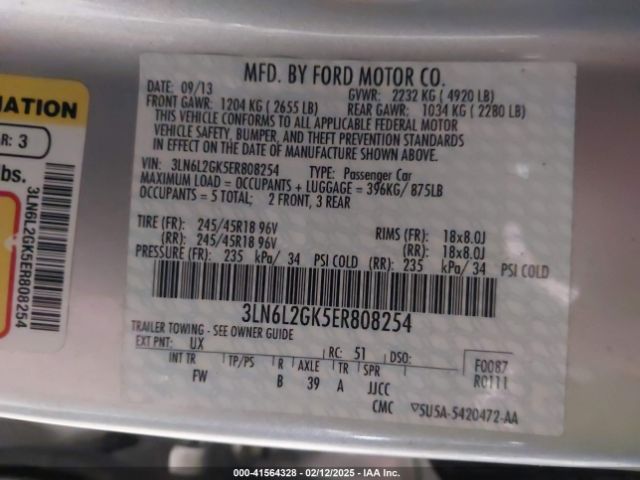 MFD. BY FORD MOTOR CO.
DATE: 09/13 GVWR: 2232 KG ( 4920 LB)
FRONT GAWR: 1204 KG ( 2655 LB) REAR GAWR: 1034 KG ( 2280 LB)
THIS VEHICLE CONFORMS TO ALL APPLICABLE FEDERAL MOTOR
VEHICLE SAFETY, BUMPER, AND THEFT PREVENTION STANDARDS
IN EFFECT ON THE DATE OF MANUFACTURE SHOWN ABOVE.
VIN: 3LN6L2GK5ER808254 TYPE: Passenger Car
MAXIMUM LOAD = OCCUPANTS + LUGGAGE = 396KG/ 875LB
OCCUPANTS = 5 TOTAL; 2 FRONT, 3 REAR
TIRE (FR): 245/45R18 96V RIMS (FR): 18x8.0J
(RR): 245/45R18 96V (RR): 18x8.0J
PRESSURE (FR): 235 kPa/ 34 PSI COLD (RR): 235 kPa/ 34 PSI COLD
3LN6L2GK5ER808254
TRAILER TOWING - SEE OWNER GUIDE
EXT PNT: UX RC: 51 DSO: F0087
INT TR TP/PS R AXLE TR SPR R0111
FW B 39 A JJCC
CMC 5U5A-5420472-AA
MATION
R: 3
bs.
3LN6L2GK5ER808254
000-41564328 - 02/12/2025 - IAA Inc.